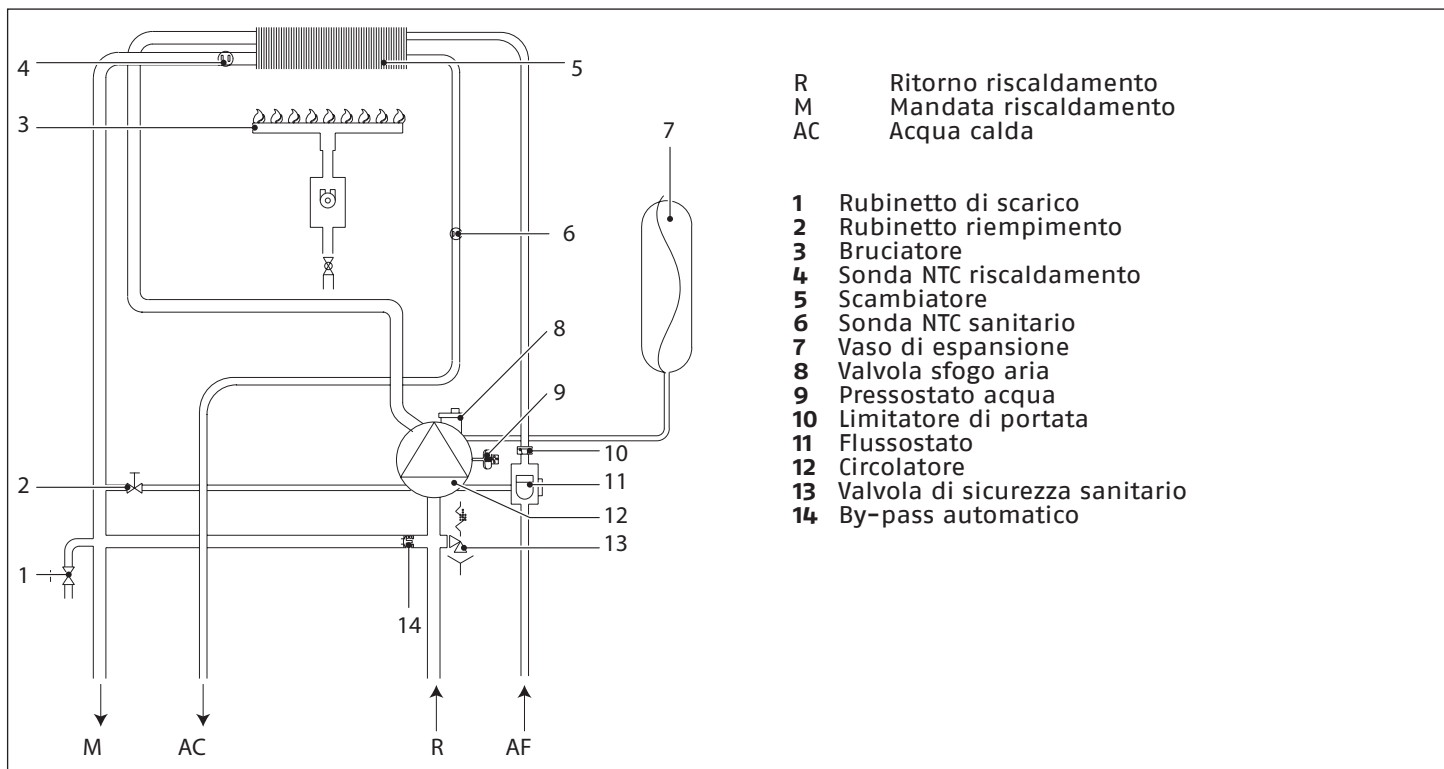 4
5
3
7
6
8
9
10
11
2
12
13
1
14
M
AC
R
AF
R Ritorno riscaldamento
M Mandata riscaldamento
AC Acqua calda
1 Rubinetto di scarico
2 Rubinetto riempimento
3 Bruciatore
4 Sonda NTC riscaldamento
5 Scambiatore
6 Sonda NTC sanitario
7 Vaso di espansione
8 Valvola sfogo aria
9 Pressostato acqua
10 Limitatore di portata
11 Flussostato
12 Circolatore
13 Valvola di sicurezza sanitario
14 By-pass automatico